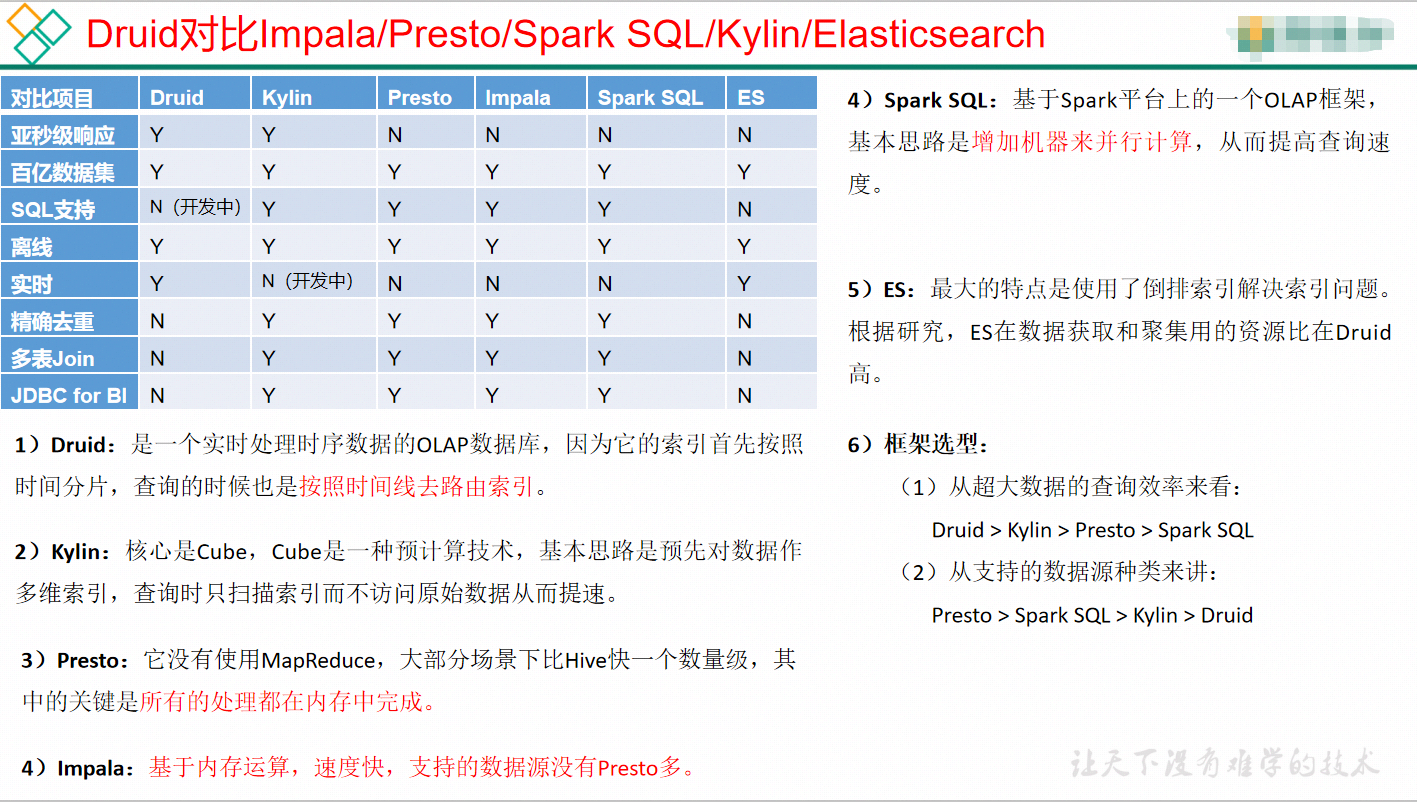 Druid对比Impala/Presto/Spark SQL/Kylin/Elasticsearch
对比项目 Druid Kylin Presto Impala Spark SQL ES
亚秒级响应 Y Y N N N N
百亿数据集 Y Y Y Y Y Y
SQL支持 N（开发中） Y Y Y Y N
离线 Y Y Y Y Y Y
实时 Y N（开发中） N N N Y
精确去重 N Y Y Y Y N
多表Join N Y Y Y Y N
JDBC for BI N Y Y Y Y N
1）Druid：是一个实时处理时序数据的OLAP数据库，因为它的索引首先按照
时间分片，查询的时候也是按照时间线去路由索引。
2）Kylin：核心是Cube，Cube是一种预计算技术，基本思路是预先对数据作
多维索引，查询时只扫描索引而不访问原始数据从而提速。
3）Presto：它没有使用MapReduce，大部分场景下比Hive快一个数量级，其
中的关键是所有的处理都在内存中完成。
4）Impala：基于内存运算，速度快，支持的数据源没有Presto多。
4）Spark SQL：基于Spark平台上的一个OLAP框架，
基本思路是增加机器来并行计算，从而提高查询速
度。
5）ES：最大的特点是使用了倒排索引解决索引问题。
根据研究，ES在数据获取和聚集用的资源比在Druid
高。
6）框架选型：
（1）从超大数据的查询效率来看：
Druid > Kylin > Presto > Spark SQL
（2）从支持的数据源种类来讲：
Presto > Spark SQL > Kylin > Druid
让天下没有难学的技术